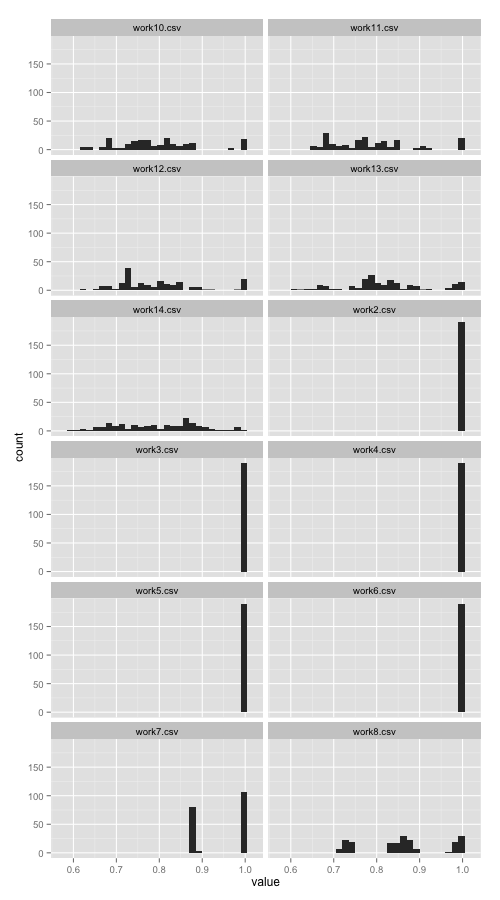 work10.csv work11.csv
150
100
50
0
work12.csv work13.csv
150
100
50
0
work14.csv work2.csv
150
100
50
0
count
work3.csv work4.csv
150
100
50
0
work5.csv work6.csv
150
100
50
0
work7.csv work8.csv
150
100
50
0
0.6 0.7 0.8 0.9 1.0 0.6 0.7 0.8 0.9 1.0
value